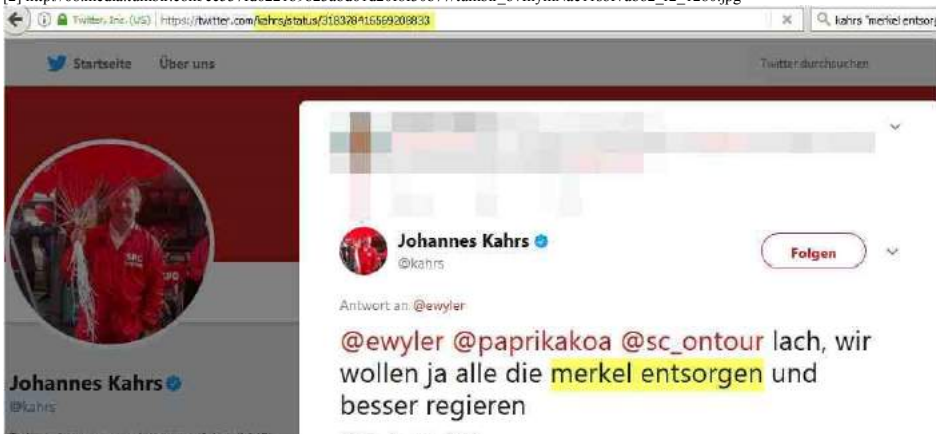 Twitter, Inc. (US) https://twitter.com/kahrs/status/318378416569208833
kahrs "merkel entsor
Startseite Über uns
Twitter durchsuchen
Johannes Kahrs
@kahrs
Folgen
Antwort an @ewyler
@ewyler @paprikakoa @sc_ontour lach, wir
wollen ja alle die merkel entsorgen und
besser regieren
Johannes Kahrs
@kahrs